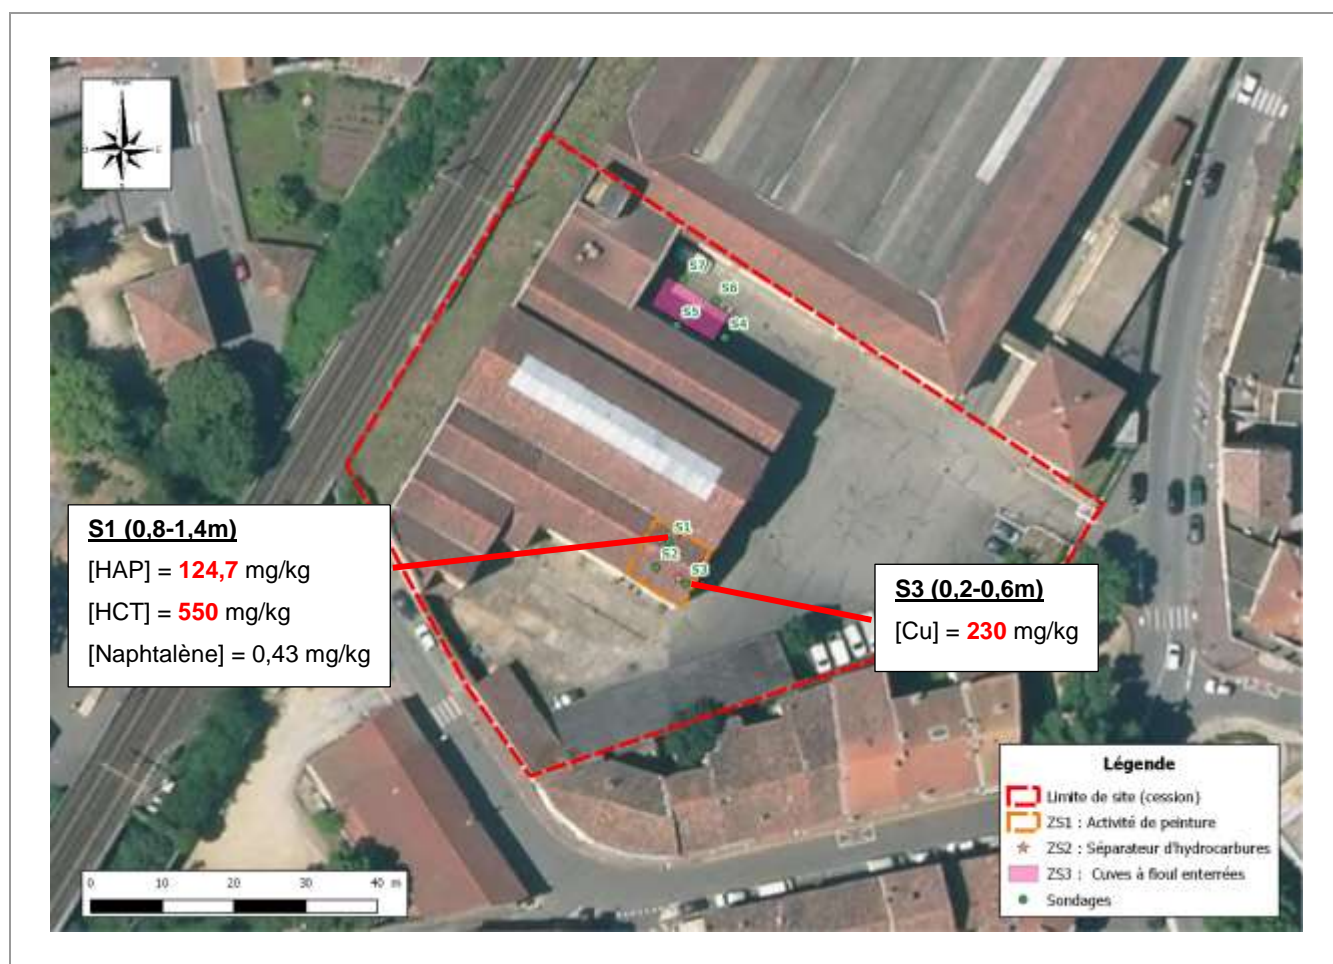 S7
S6
S5
S4
S1
S2
S3
S1 (0,8-1,4m)
[HAP] = 124,7 mg/kg
[HCT] = 550 mg/kg
[Naphtalène] = 0,43 mg/kg
S3 (0,2-0,6m)
[Cu] = 230 mg/kg
Légende
Limite de site (cession)
ZS1 : Activité de peinture
ZS2 : Séparateur d'hydrocarbures
ZS3 : Cuves à fioul enterrées
Sondages
0 10 20 30 40 m